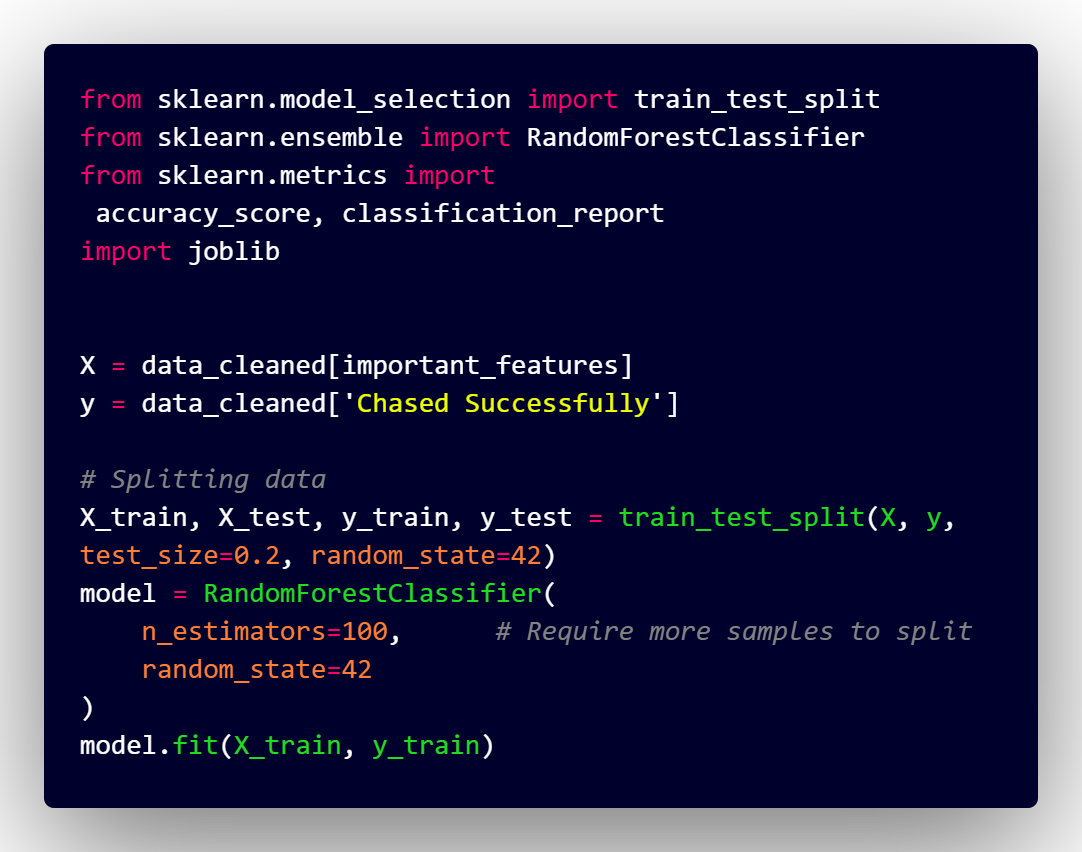 from sklearn.model_selection import train_test_split
from sklearn.ensemble import RandomForestClassifier
from sklearn.metrics import
 accuracy_score, classification_report
import joblib
X = data_cleaned[important_features]
y = data_cleaned['Chased Successfully']
# Splitting data
X_train, X_test, y_train, y_test = train_test_split(X, y,
test_size=0.2, random_state=42)
model = RandomForestClassifier(
    n_estimators=100,      # Require more samples to split
    random_state=42
)
model.fit(X_train, y_train)